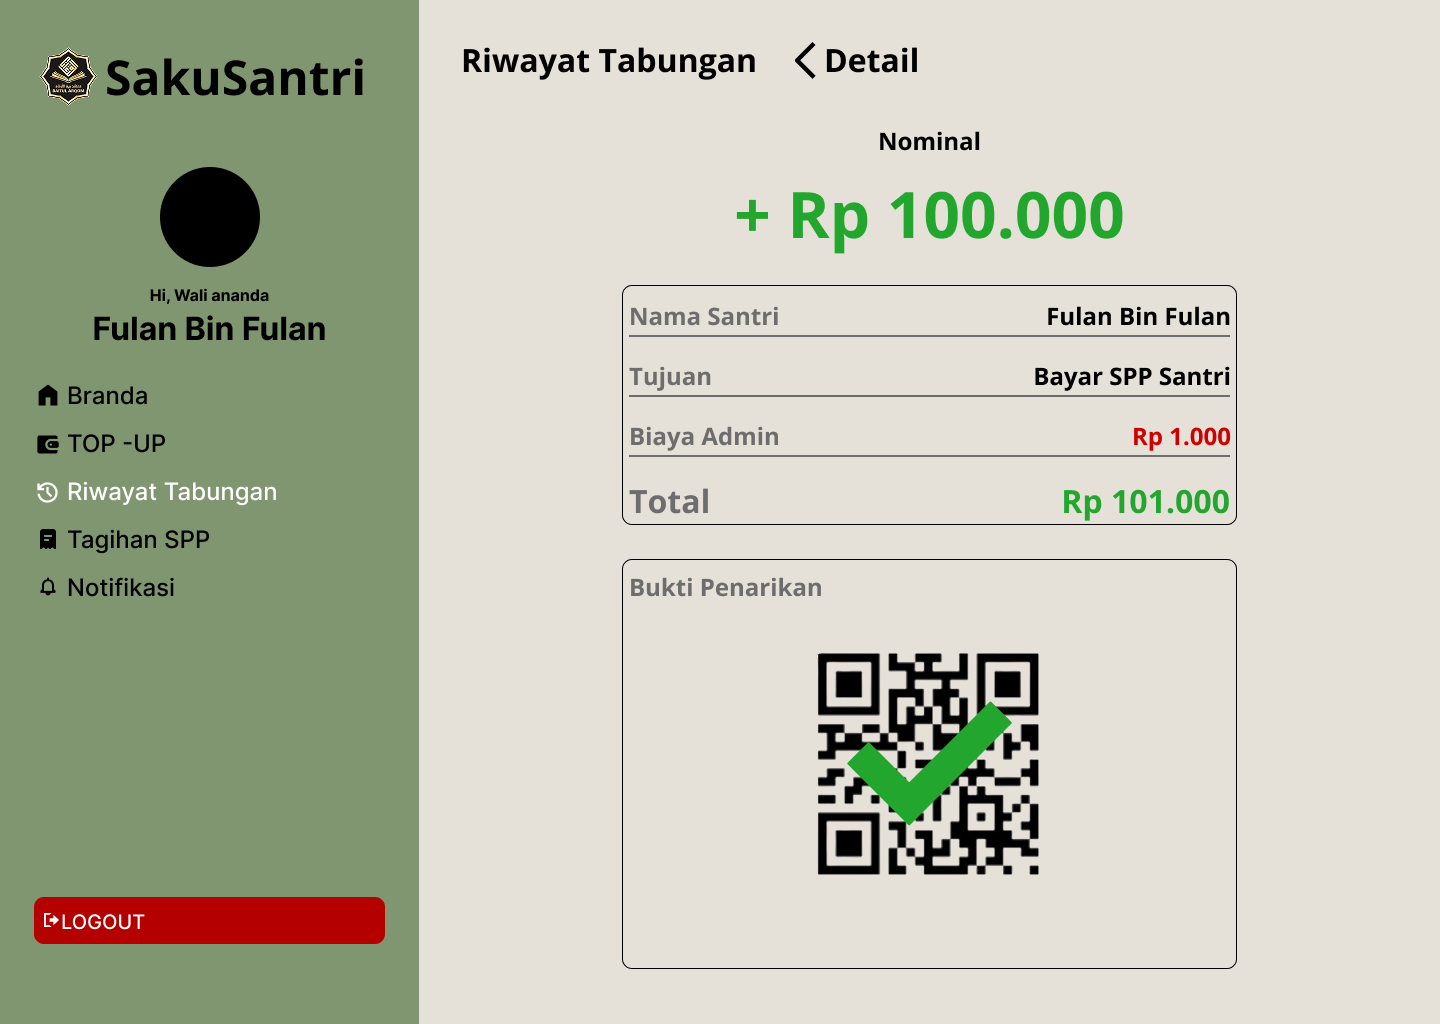 SakuSantri
Hi, Wali ananda
Fulan Bin Fulan
Branda
TOP -UP
Riwayat Tabungan
Tagihan SPP
Notifikasi
LOGOUT
Riwayat Tabungan Detail
Nominal
+ Rp 100.000
Nama Santri Fulan Bin Fulan
Tujuan Bayar SPP Santri
Biaya Admin Rp 1.000
Total Rp 101.000
Bukti Penarikan